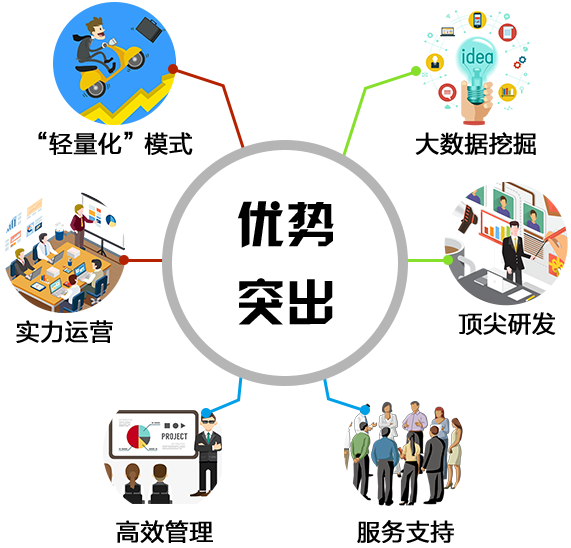 “轻量化”模式
idea
大数据挖掘
优势
突出
实力运营
顶尖研发
PROJECT
高效管理
服务支持